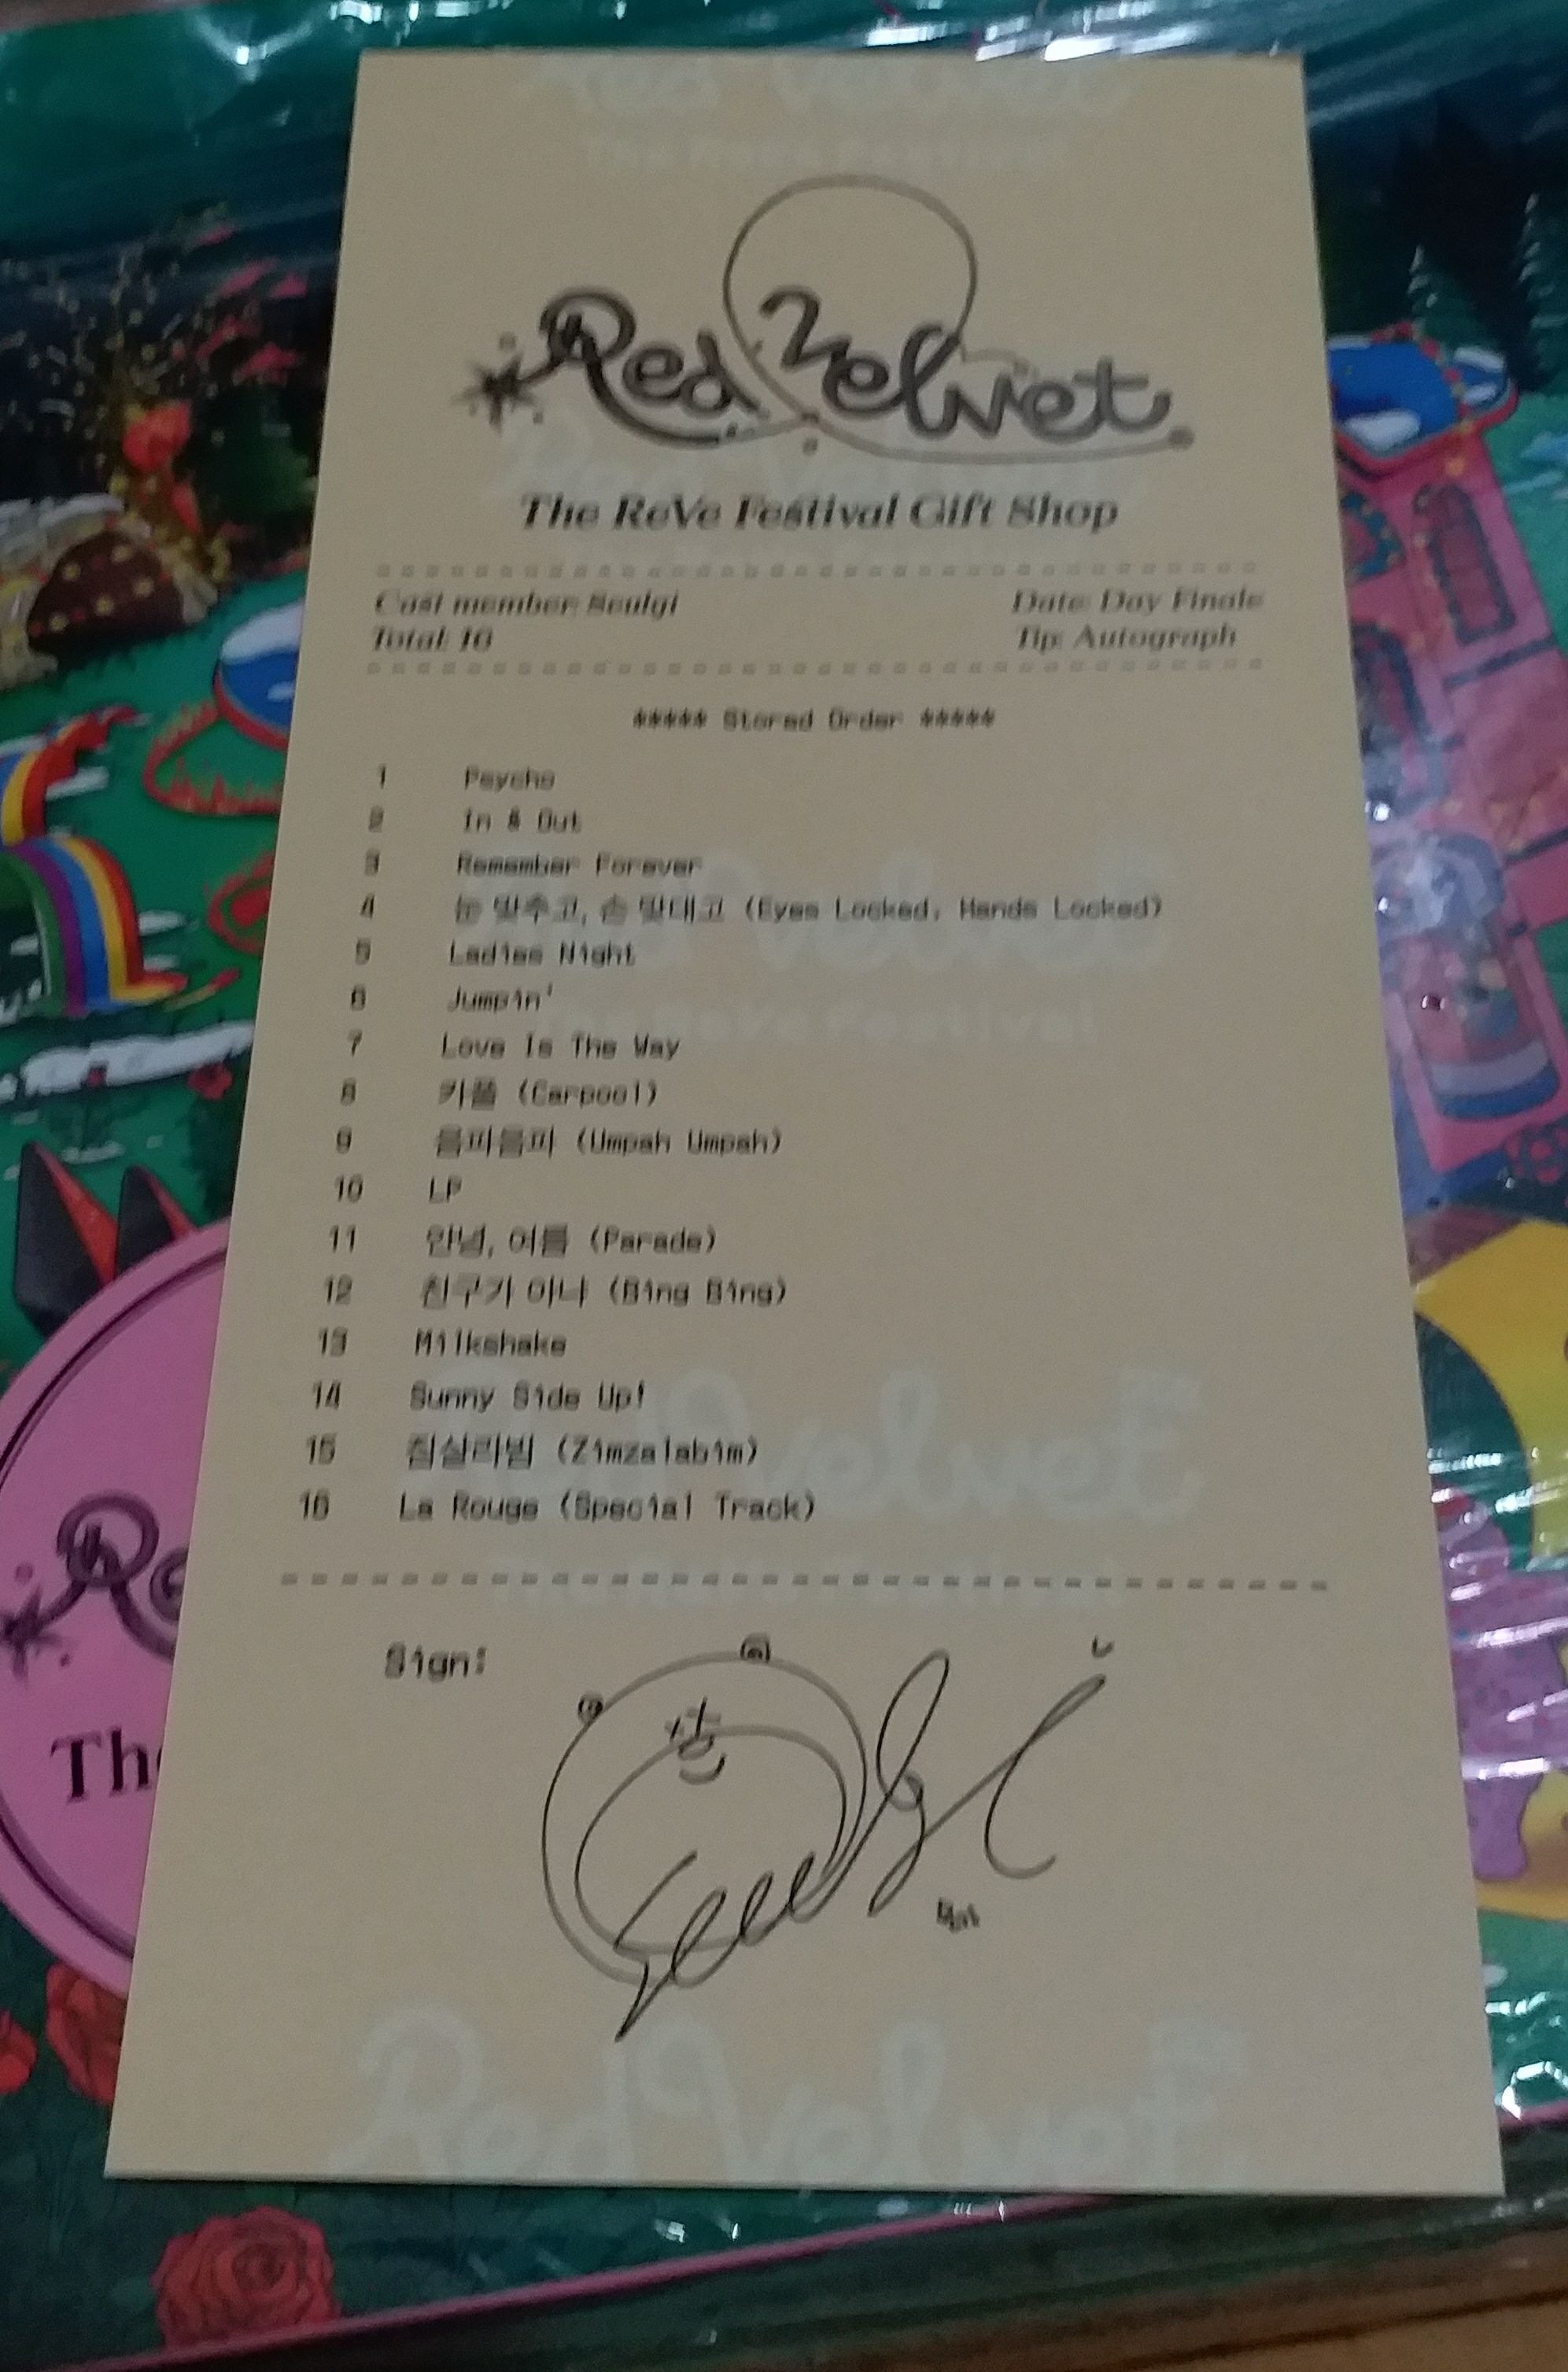 Red Velvet
The ReVe Festival Gift Shop
Cast member: Seulgi
Date: Day Finale
Total: 16
Tip: Autograph
***** Stored Order *****
1 Psycho
2 In & Out
3 Remember Forever
4 눈 맞추고, 손 맞대고 (Eyes Locked, Hands Locked)
5 Ladies Night
6 Jumpin'
7 Love Is The Way
8 카풀 (Carpool)
9 음파음파 (Umpah Umpah)
10 LP
11 안녕, 여름 (Parade)
12 친구가 아냐 (Bing Bing)
13 Milkshake
14 Sunny Side Up!
15 짐살라빔 (Zimzalabim)
16 La Rouge (Special Track)
Sign:
Seulgi
Red Velvet
The